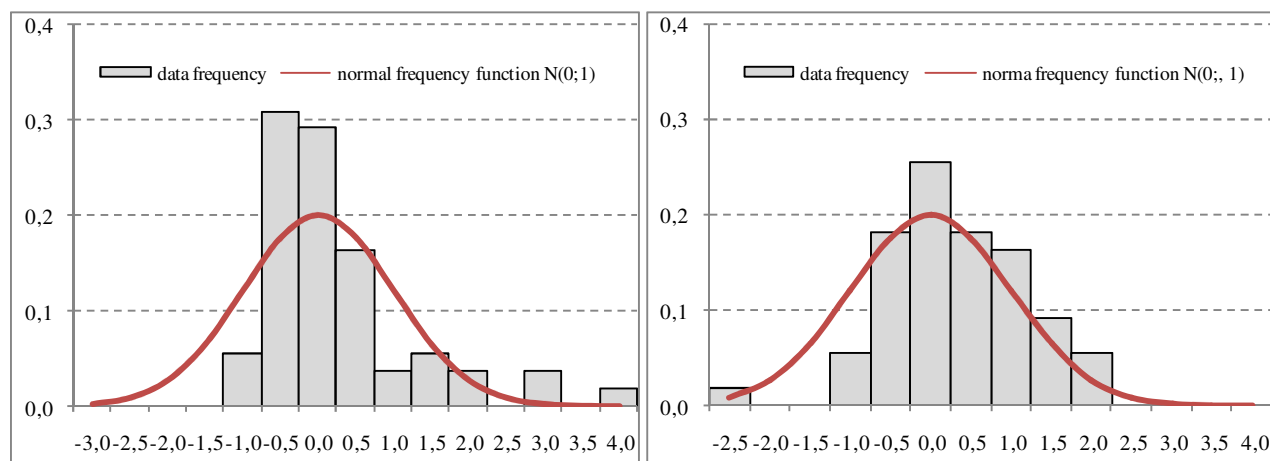 0,4
data frequency normal frequency function N(0;1)
0,3
0,2
0,1
0,0
-3,0 -2,5 -2,0 -1,5 -1,0 -0,5 0,0 0,5 1,0 1,5 2,0 2,5 3,0 4,0
0,4
data frequency norma frequency function N(0;, 1)
0,3
0,2
0,1
0,0
-2,5 -2,0 -1,5 -1,0 -0,5 0,0 0,5 1,0 1,5 2,0 2,5 3,0 3,5 4,0